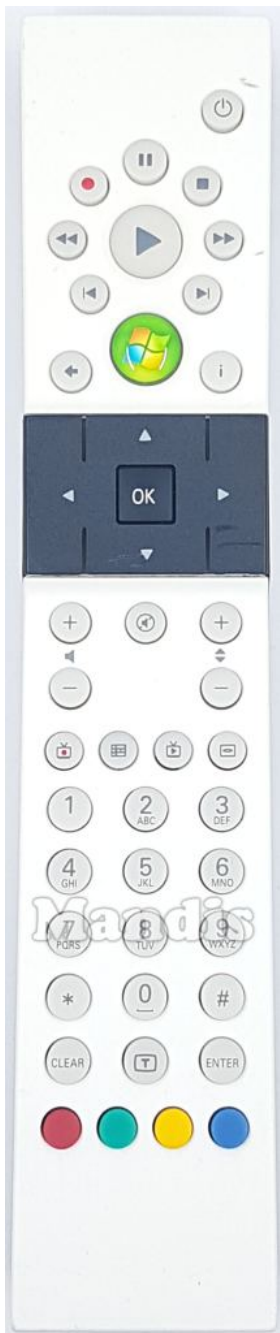 i
OK
+ +
− −
1 2 3
ABC DEF
4 5 6
GHI JKL MNO
Mandis
7 8 9
PQRS TUV WXYZ
* 0 #
CLEAR T ENTER